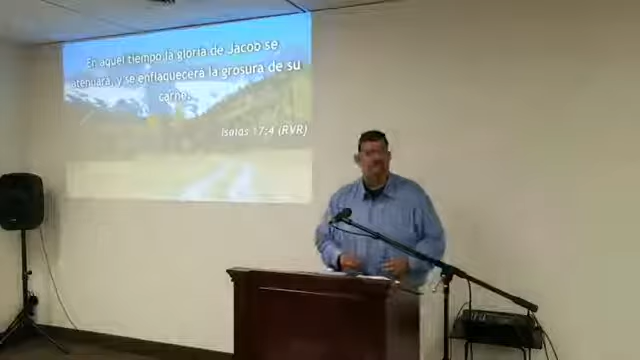 En aquel tiempo la gloria de Jacob se
atenuará, y se enflaquecerá la grosura de su
carne.
Isaías 17:4 (RVR)